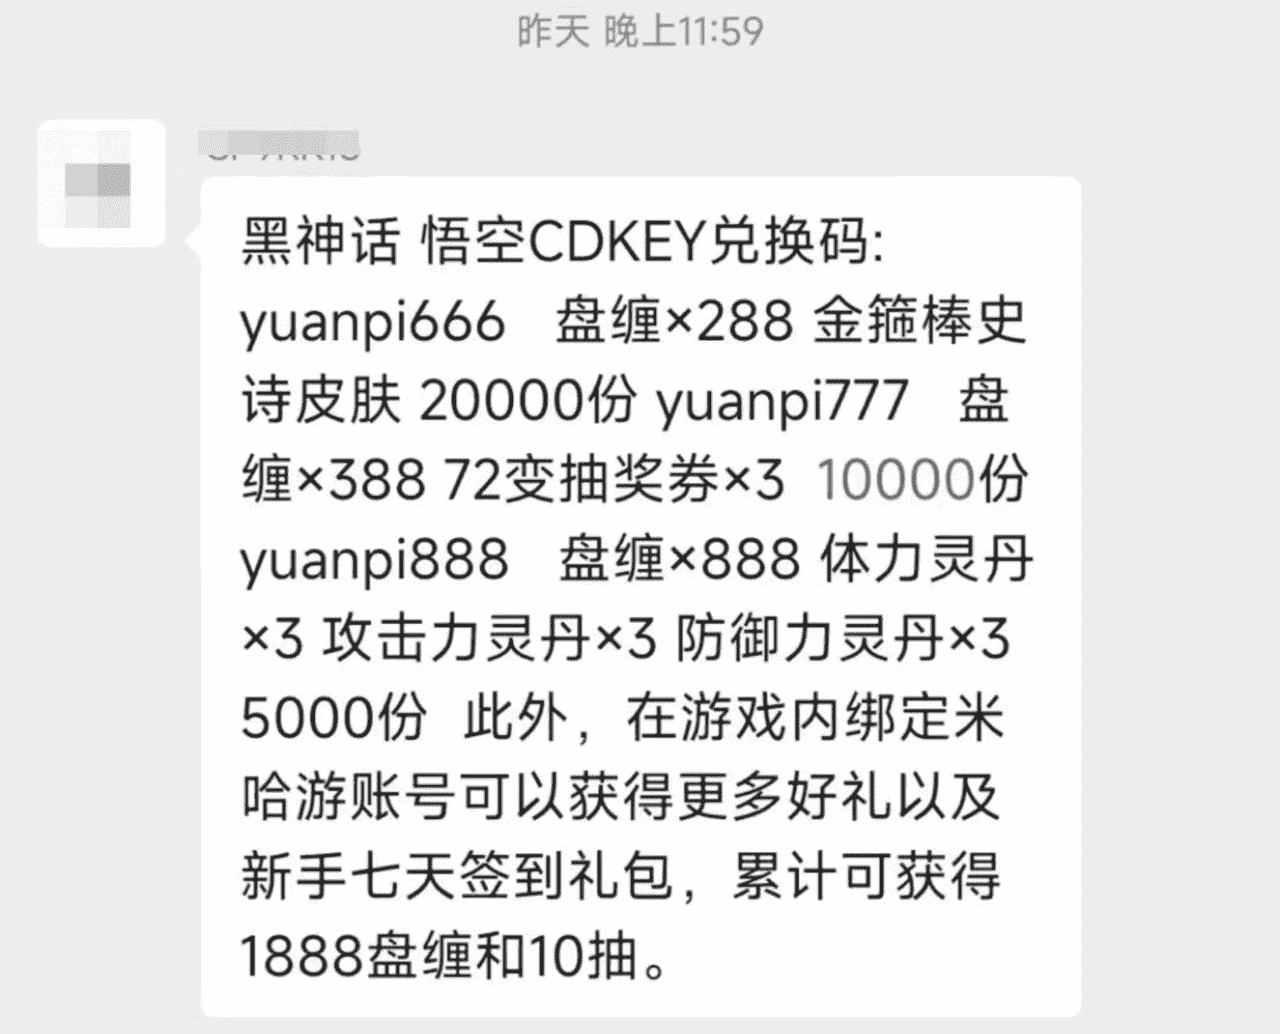 昨天 晚上11:59
黑神话 悟空CDKEY兑换码:
yuanpi666 盘缠×288 金箍棒史
诗皮肤 20000份 yuanpi777 盘
缠×388 72变抽奖券×3 10000份
yuanpi888 盘缠×888 体力灵丹
×3 攻击力灵丹×3 防御力灵丹×3
5000份 此外，在游戏内绑定米
哈游账号可以获得更多好礼以及
新手七天签到礼包，累计可获得
1888盘缠和10抽。